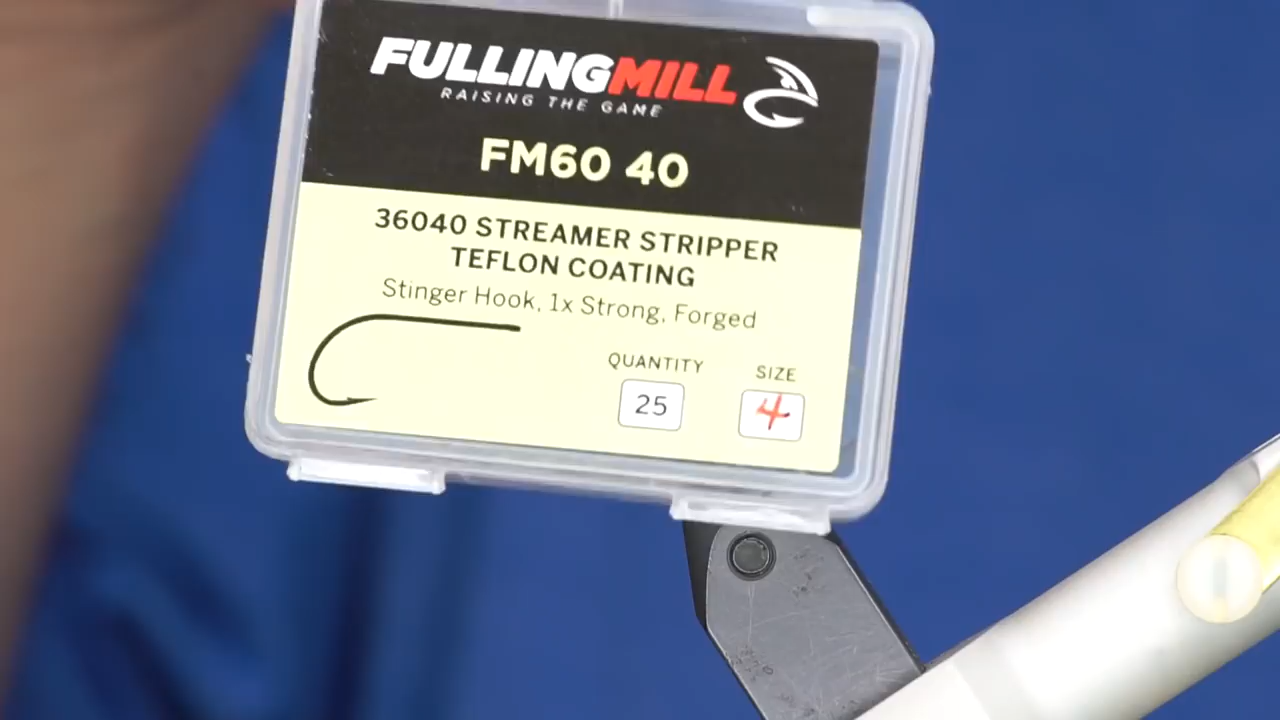 FULLINGMILL
RAISING THE GAME
FM60 40
36040 STREAMER STRIPPER
TEFLON COATING
Stinger Hook, 1x Strong, Forged
QUANTITY SIZE
25 4